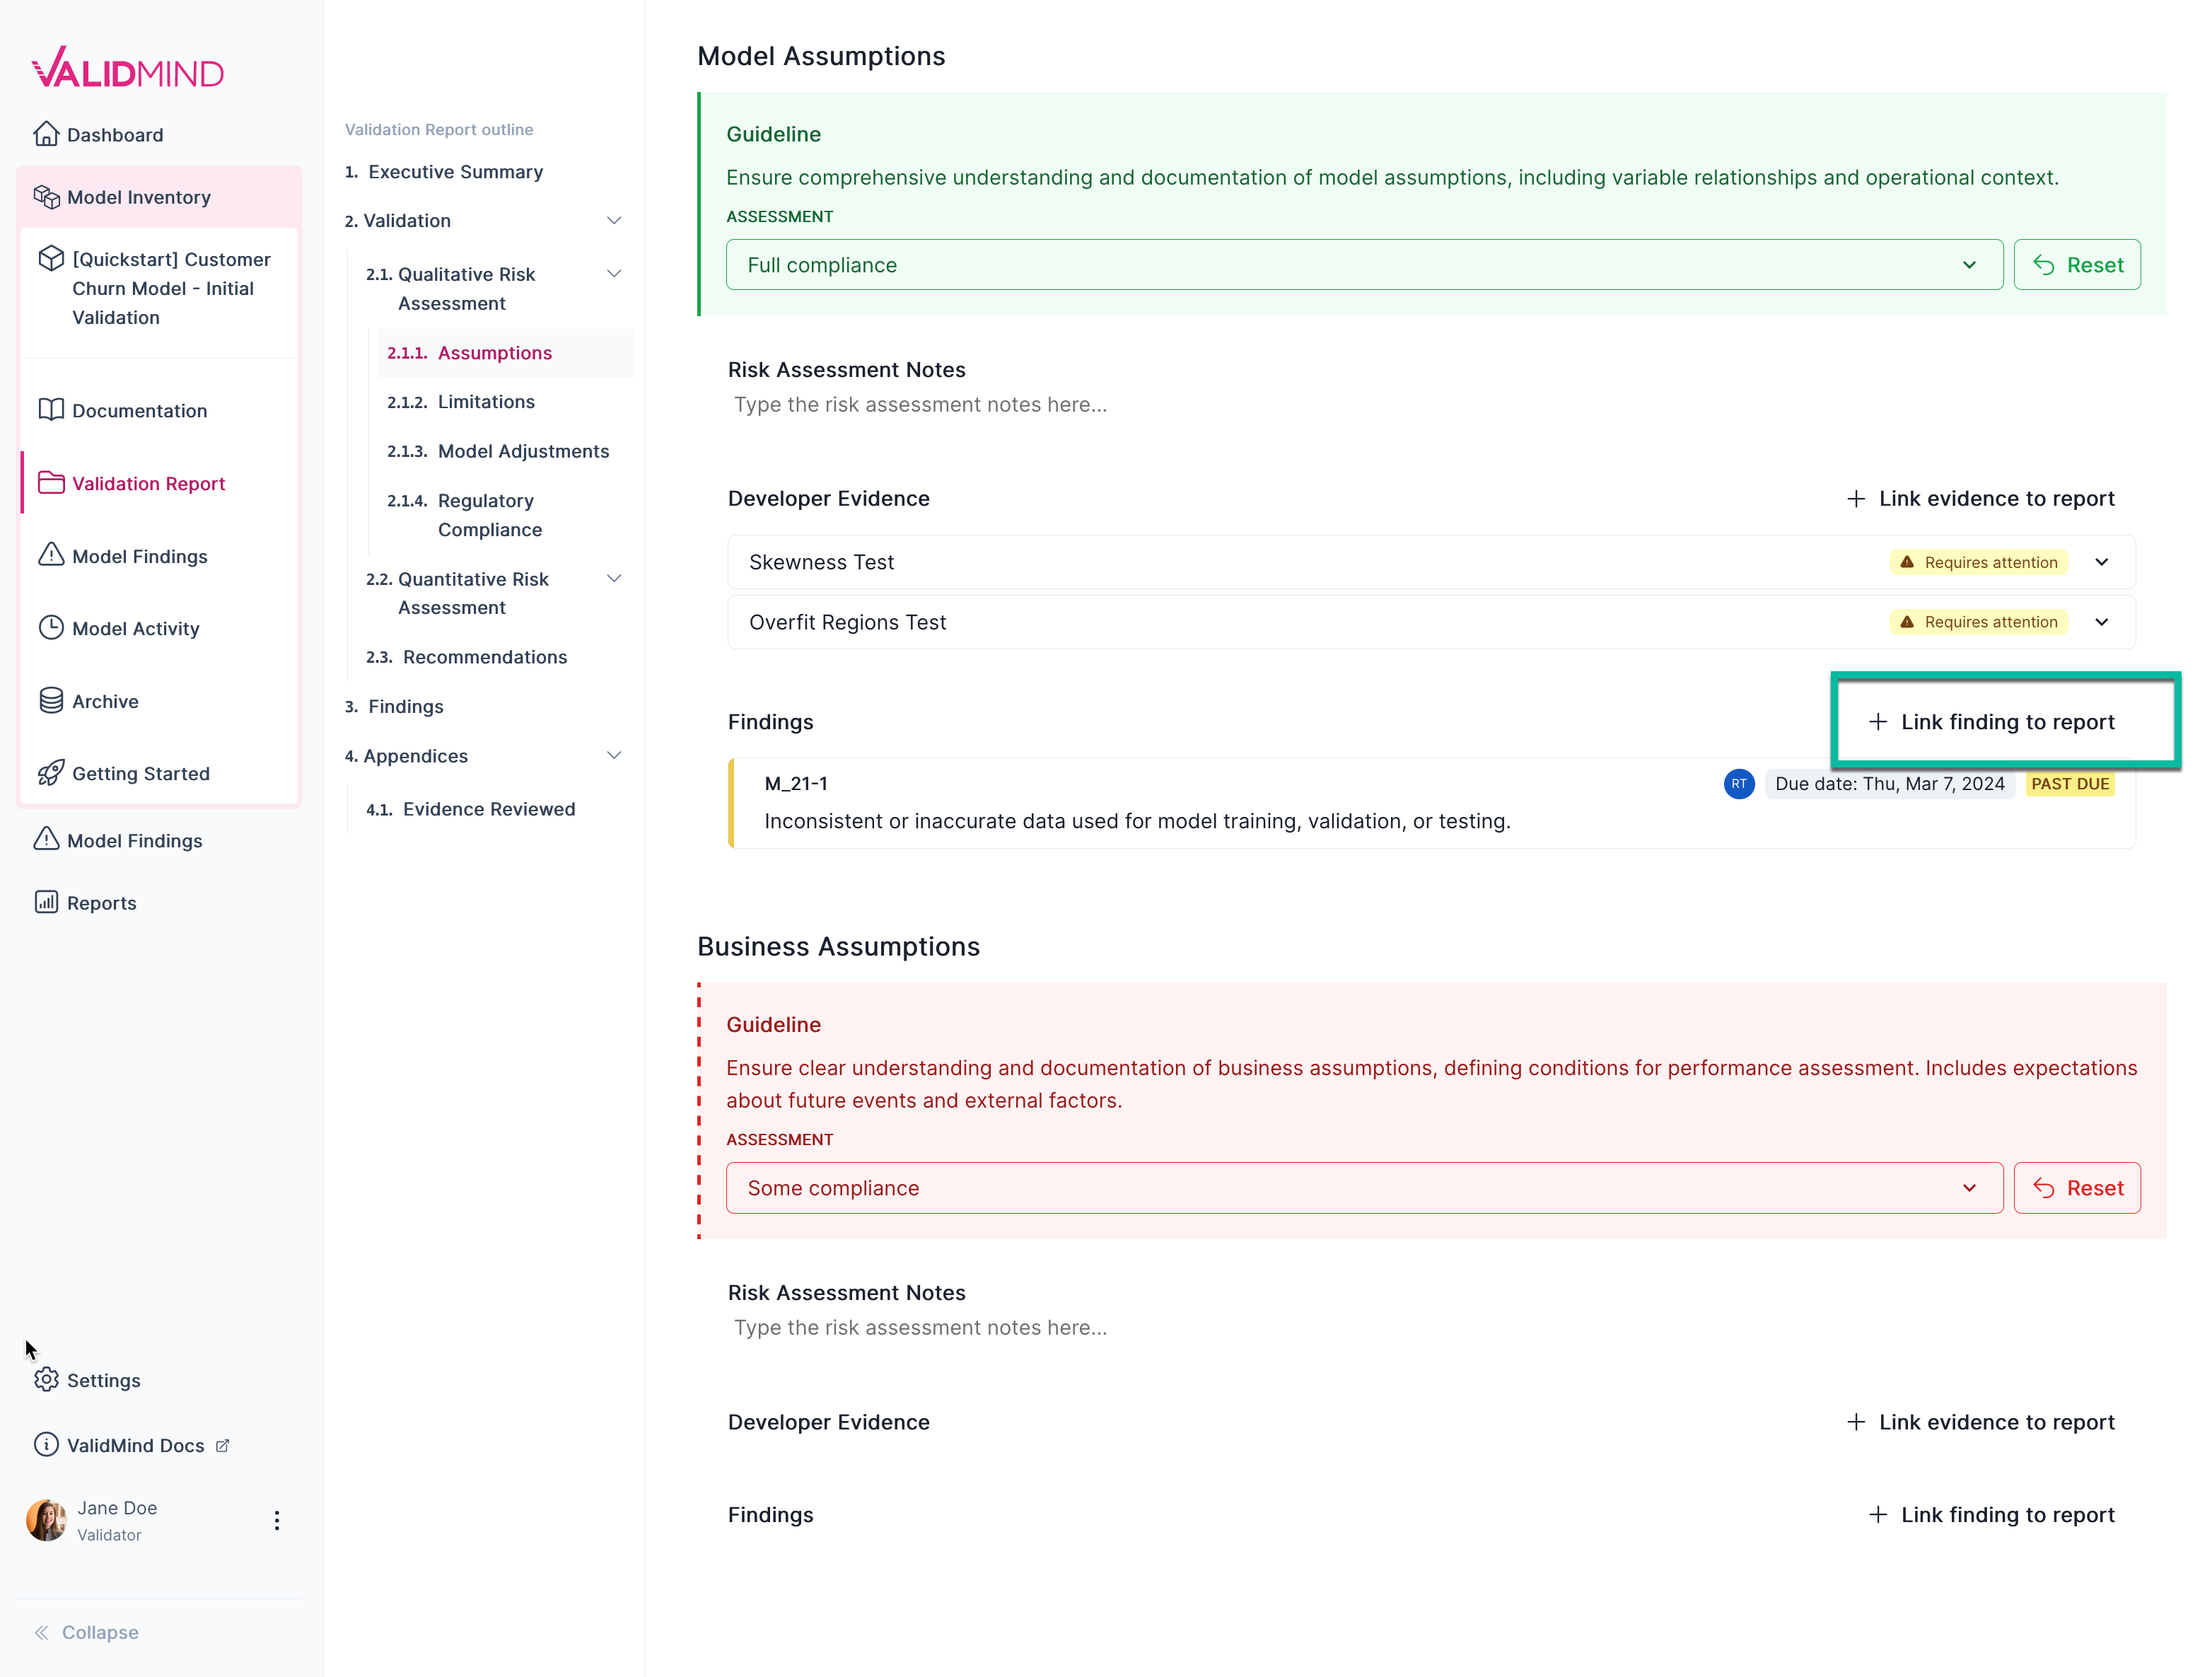 VALIDMIND
Dashboard
Model Inventory
[Quickstart] Customer
Churn Model - Initial
Validation
Documentation
Validation Report
Model Findings
Model Activity
Archive
Getting Started
Model Findings
Reports
Settings
ValidMind Docs
Jane Doe
Validator
Collapse
Validation Report outline
1. Executive Summary
2. Validation
2.1. Qualitative Risk
Assessment
2.1.1. Assumptions
2.1.2. Limitations
2.1.3. Model Adjustments
2.1.4. Regulatory
Compliance
2.2. Quantitative Risk
Assessment
2.3. Recommendations
3. Findings
4. Appendices
4.1. Evidence Reviewed
Model Assumptions
Guideline
Ensure comprehensive understanding and documentation of model assumptions, including variable relationships and operational context.
ASSESSMENT
Full compliance
Reset
Risk Assessment Notes
Type the risk assessment notes here...
Developer Evidence
+ Link evidence to report
Skewness Test
Requires attention
Overfit Regions Test
Requires attention
Findings
+ Link finding to report
M_21-1
RT
Due date: Thu, Mar 7, 2024
PAST DUE
Inconsistent or inaccurate data used for model training, validation, or testing.
Business Assumptions
Guideline
Ensure clear understanding and documentation of business assumptions, defining conditions for performance assessment. Includes expectations
about future events and external factors.
ASSESSMENT
Some compliance
Reset
Risk Assessment Notes
Type the risk assessment notes here...
Developer Evidence
+ Link evidence to report
Findings
+ Link finding to report